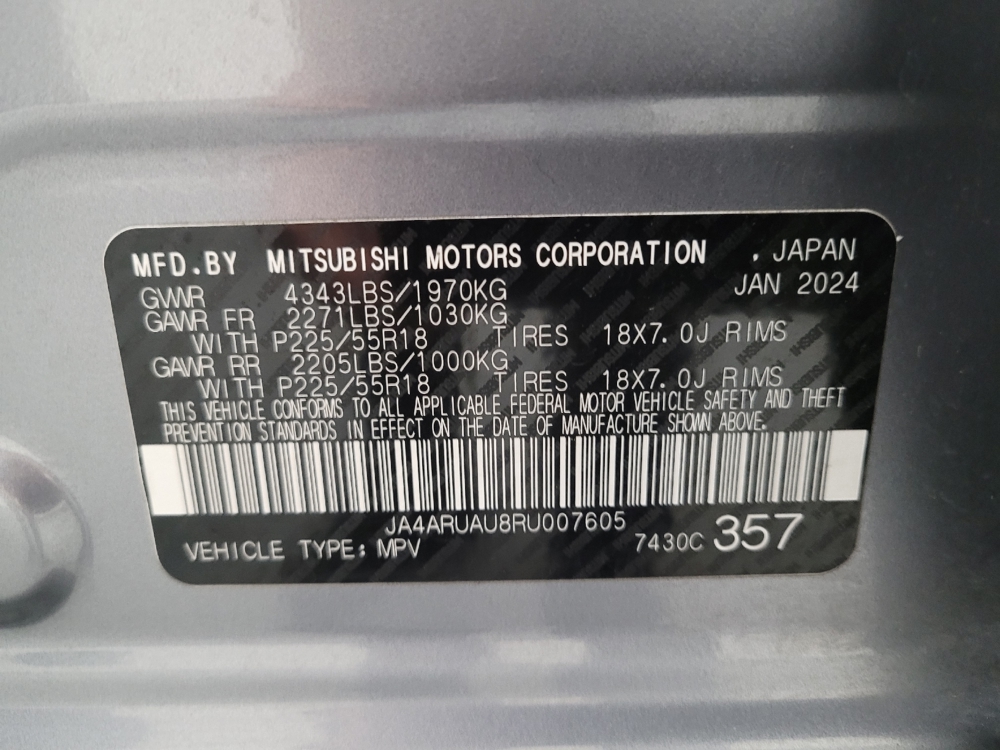 MFD.BY MITSUBISHI MOTORS CORPORATION . JAPAN
JAN 2024
GVWR 4343LBS/1970KG
GAWR FR 2271LBS/1030KG
WITH P225/55R18 TIRES 18X7.0J RIMS
GAWR RR 2205LBS/1000KG
WITH P225/55R18 TIRES 18X7.0J RIMS
THIS VEHICLE CONFORMS TO ALL APPLICABLE FEDERAL MOTOR VEHICLE SAFETY AND THEFT
PREVENTION STANDARDS IN EFFECT ON THE DATE OF MANUFACTURE SHOWN ABOVE.
JA4ARUAU8RU007605
VEHICLE TYPE: MPV 7430C 357